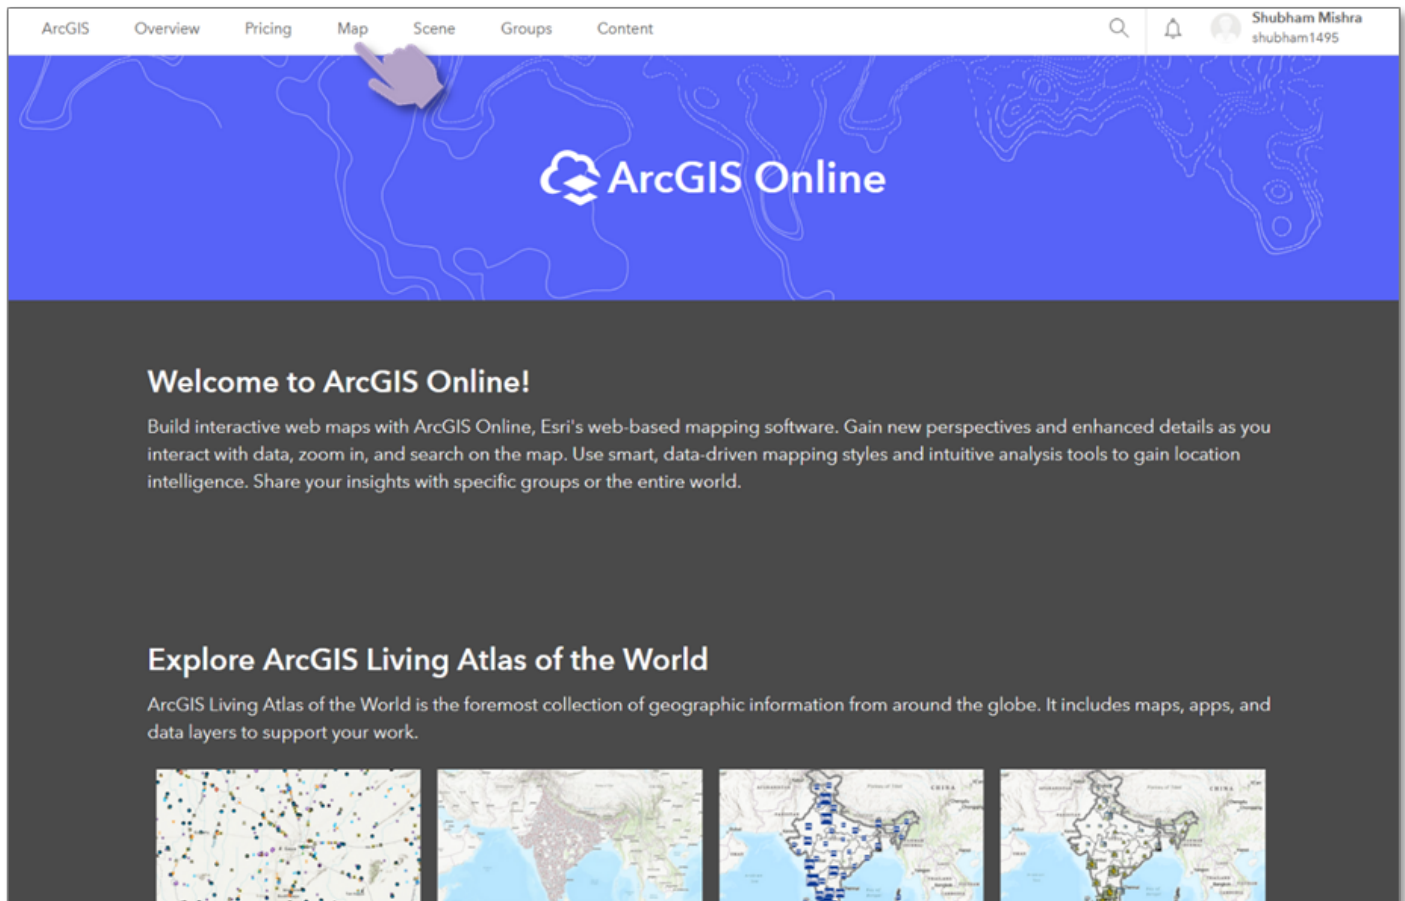 ArcGIS Overview Pricing Map Scene Groups Content Shubham Mishra
shubham1495
ArcGIS Online
Welcome to ArcGIS Online!
Build interactive web maps with ArcGIS Online, Esri's web-based mapping software. Gain new perspectives and enhanced details as you
interact with data, zoom in, and search on the map. Use smart, data-driven mapping styles and intuitive analysis tools to gain location
intelligence. Share your insights with specific groups or the entire world.
Explore ArcGIS Living Atlas of the World
ArcGIS Living Atlas of the World is the foremost collection of geographic information from around the globe. It includes maps, apps, and
data layers to support your work.
CHINA CHINA